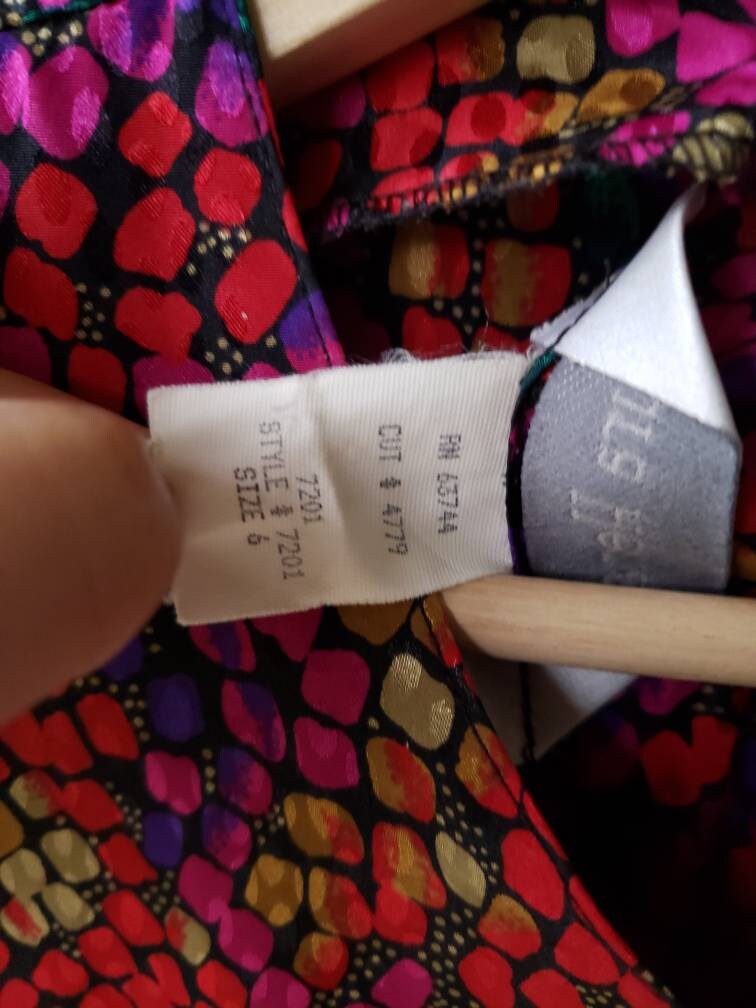 RN 63744
CUT # 4779
7201
STYLE # 7201
SIZE 6